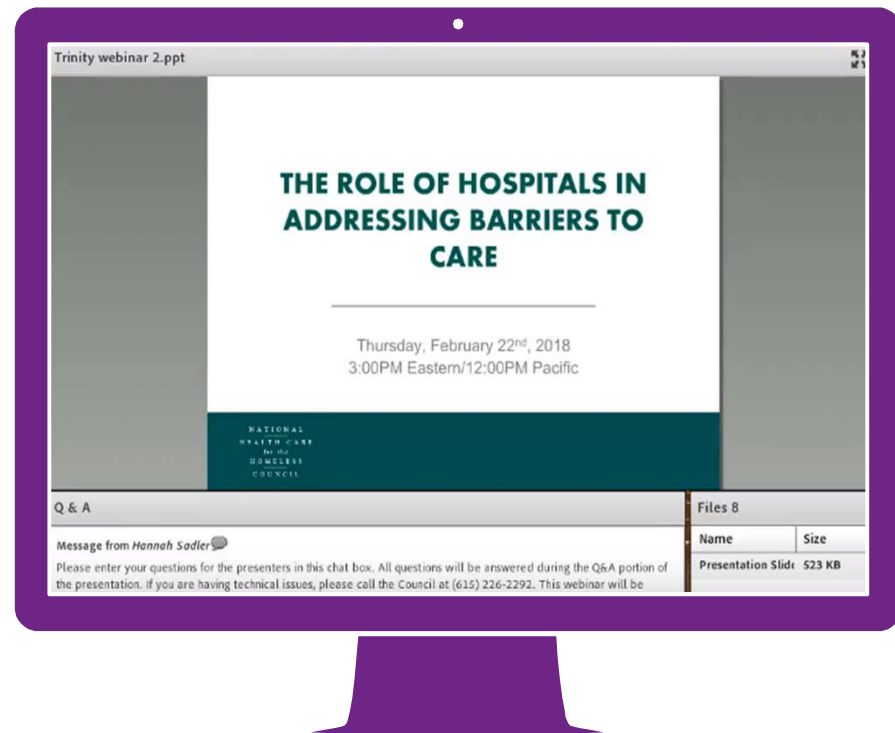 Trinity webinar 2.ppt
THE ROLE OF HOSPITALS IN
ADDRESSING BARRIERS TO
CARE
Thursday, February 22nd, 2018
3:00PM Eastern/12:00PM Pacific
NATIONAL
HEALTH CARE
for the
HOMELESS
COUNCIL
Q & A
Message from Hannah Sadler
Please enter your questions for the presenters in this chat box. All questions will be answered during the Q&A portion of
the presentation. If you are having technical issues, please call the Council at (615) 226-2292. This webinar will be
Files 8
Name Size
Presentation Slide 523 KB